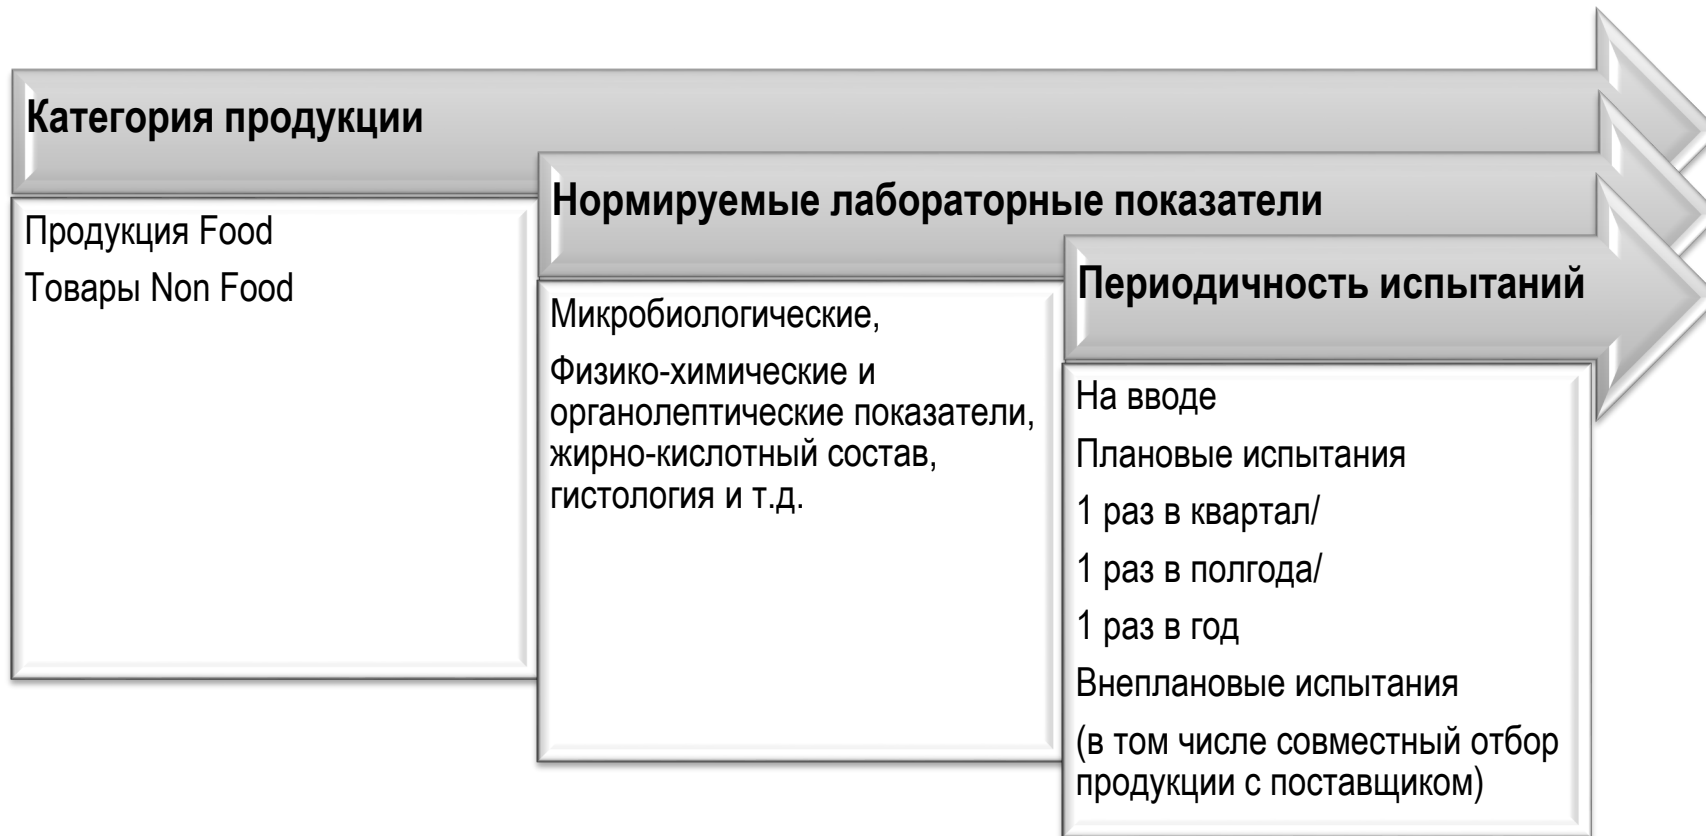 Категория продукции
Продукция Food
Товары Non Food
Нормируемые лабораторные показатели
Микробиологические,
Физико-химические и
органолептические показатели,
жирно-кислотный состав,
гистология и т.д.
Периодичность испытаний
На вводе
Плановые испытания
1 раз в квартал/
1 раз в полгода/
1 раз в год
Внеплановые испытания
(в том числе совместный отбор
продукции с поставщиком)